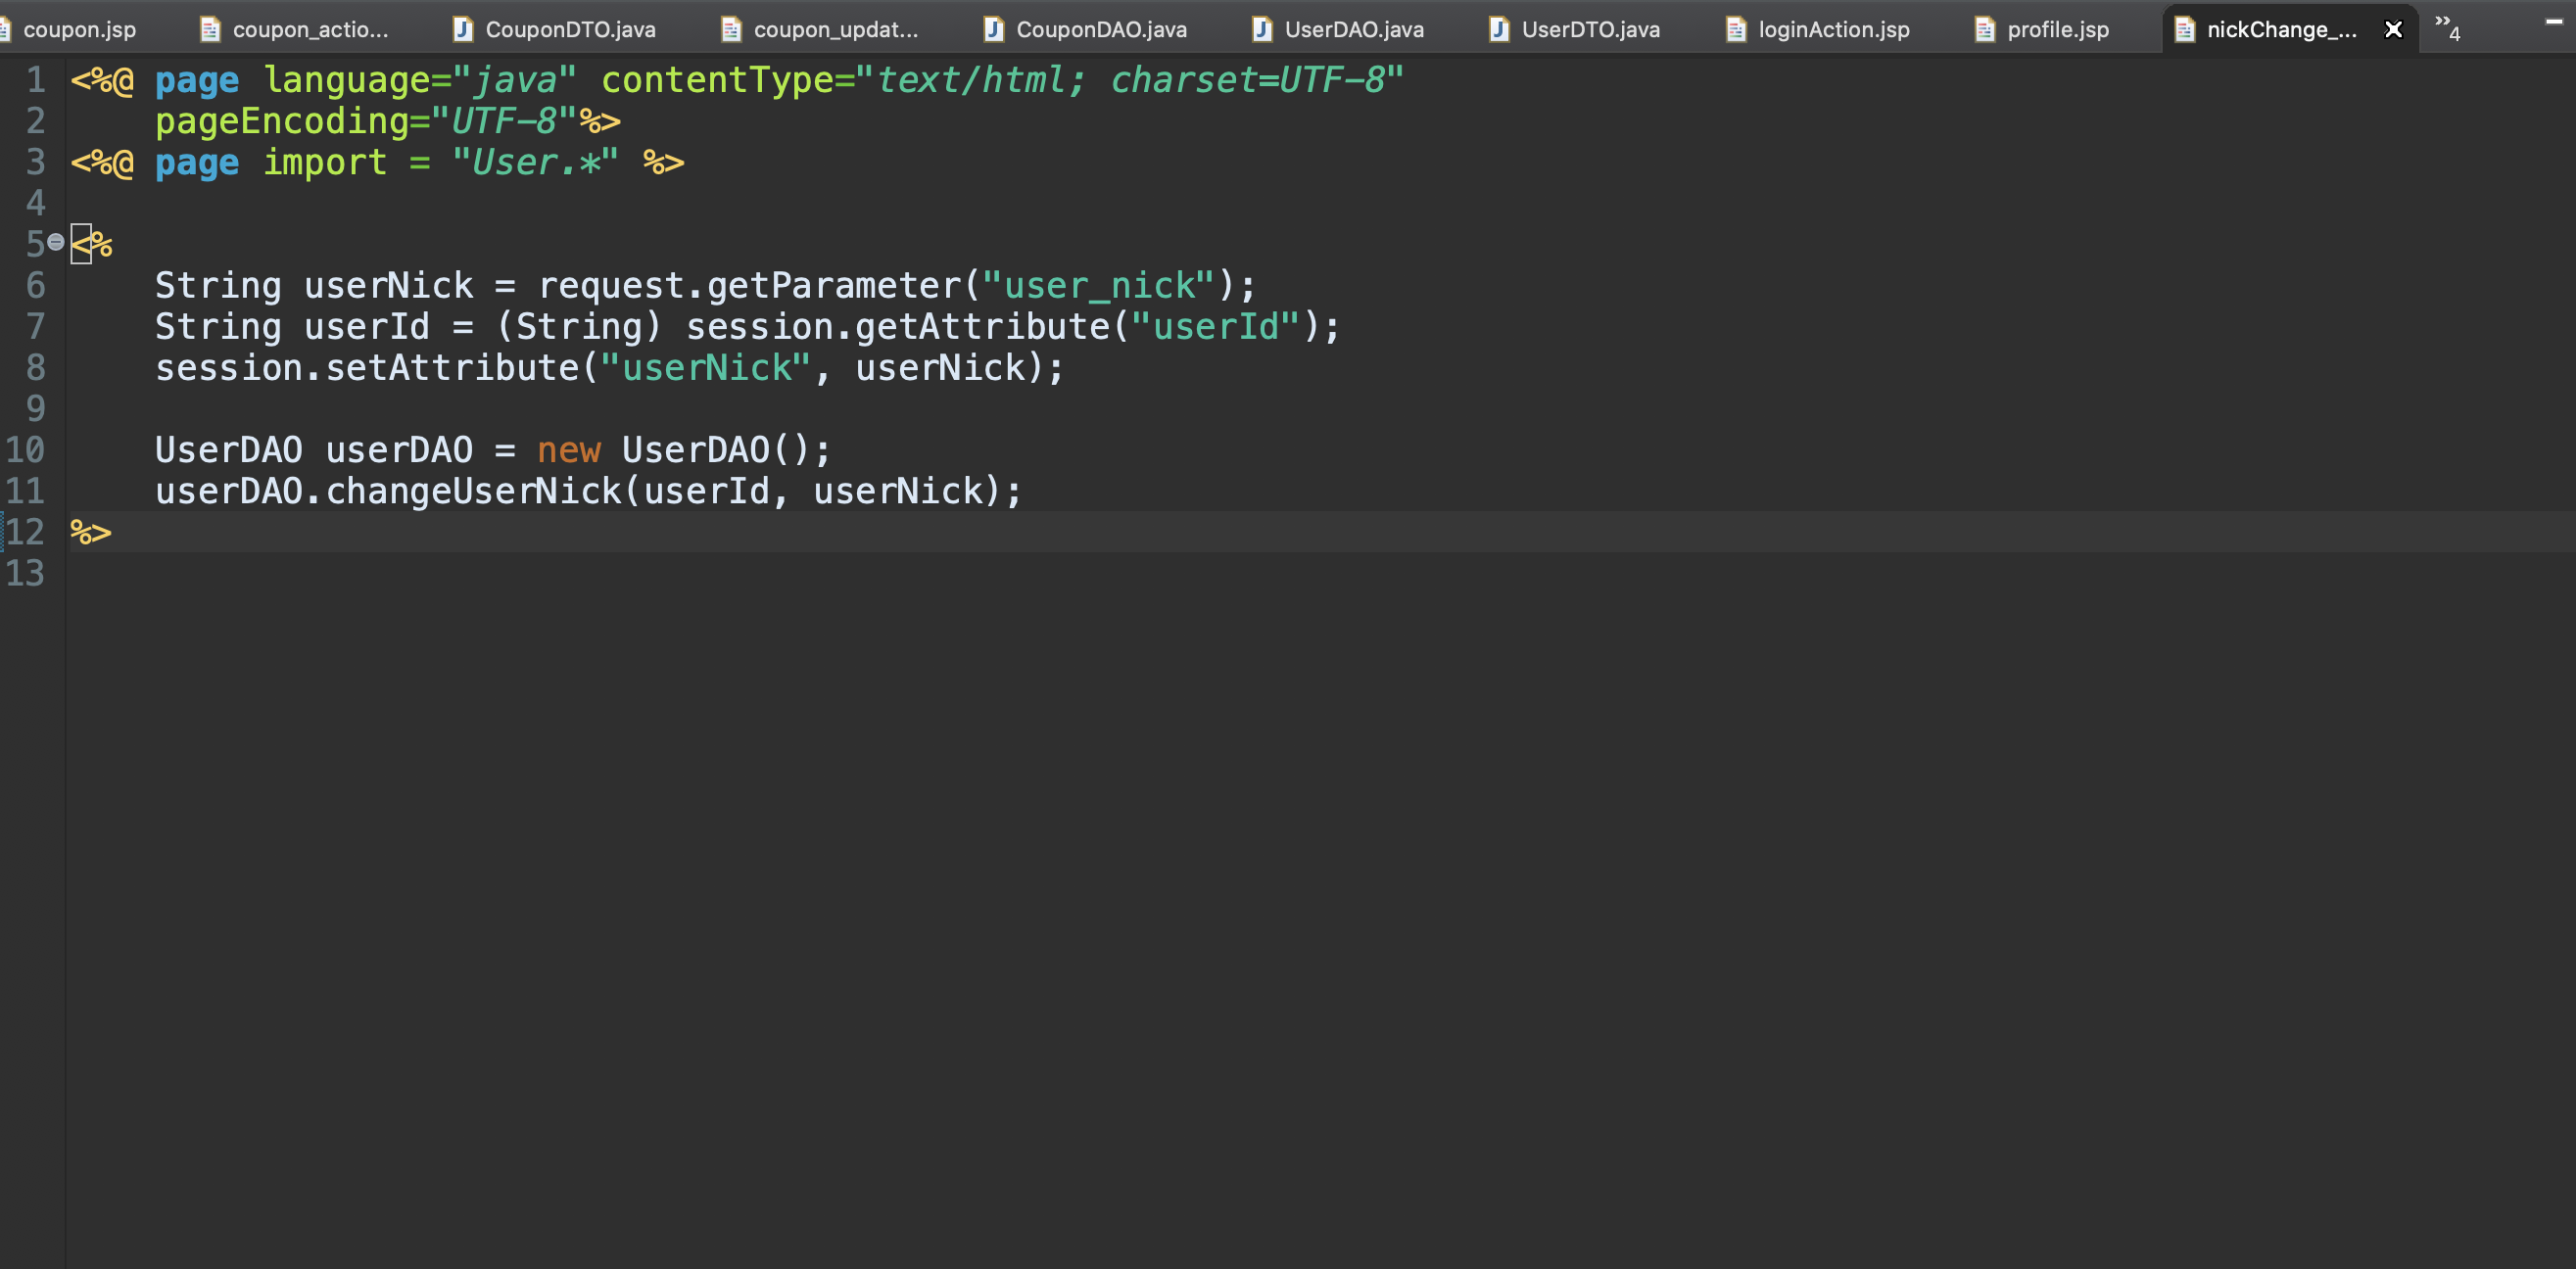 coupon.jsp coupon_actio... CouponDTO.java coupon_updat... CouponDAO.java UserDAO.java UserDTO.java loginAction.jsp profile.jsp nickChange_... »4
1 <%@ page language="java" contentType="text/html; charset=UTF-8"
2     pageEncoding="UTF-8"%>
3 <%@ page import = "User.*" %>
4
5 <%
6     String userNick = request.getParameter("user_nick");
7     String userId = (String) session.getAttribute("userId");
8     session.setAttribute("userNick", userNick);
9
10     UserDAO userDAO = new UserDAO();
11     userDAO.changeUserNick(userId, userNick);
12 %>
13